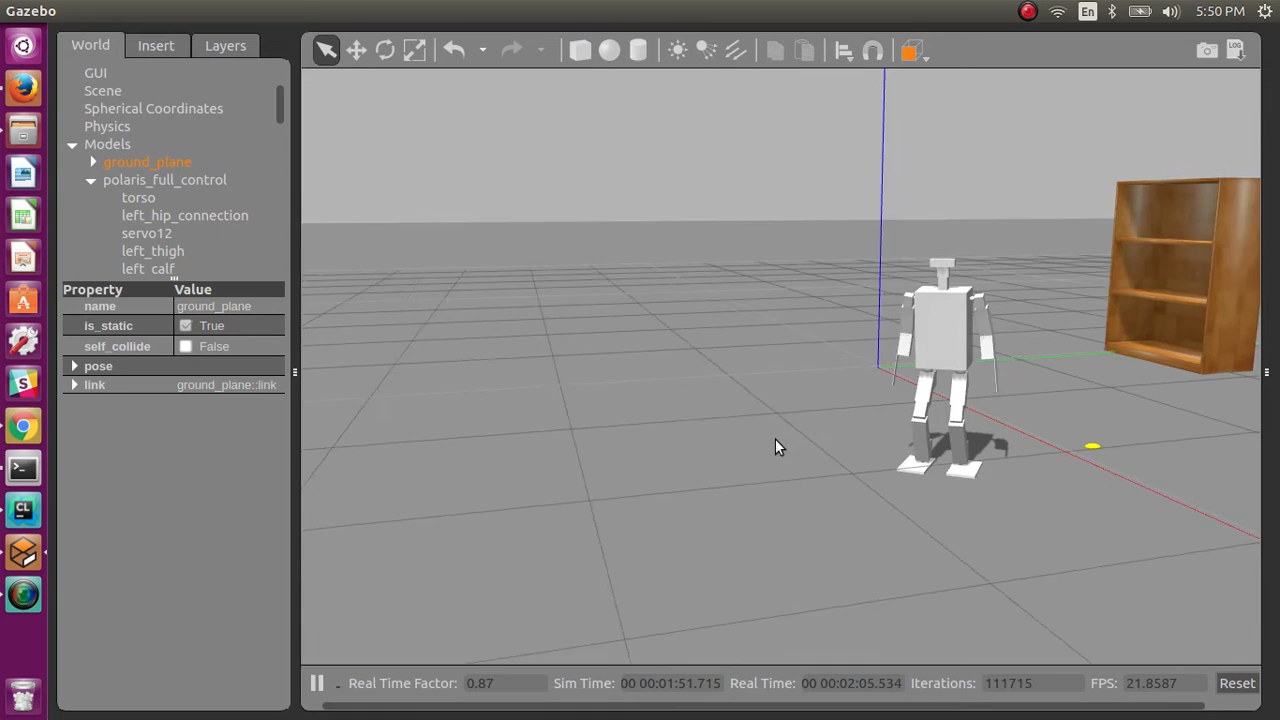 Gazebo
En
5:50 PM
World
Insert
Layers
LOG
GUI
Scene
Spherical Coordinates
Physics
Models
ground_plane
polaris_full_control
torso
left_hip_connection
servo12
left_thigh
left_calf
Property Value
name ground_plane
is_static True
self_collide False
pose
link ground_plane::link
S
CL
Real Time Factor: 0.87 Sim Time: 00 00:01:51.715 Real Time: 00 00:02:05.534 Iterations: 111715 FPS: 21.8587 Reset